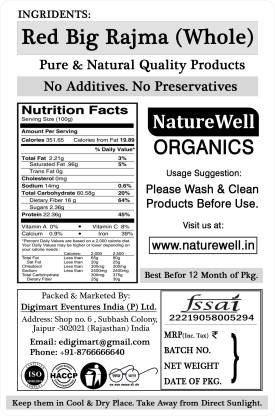 INGRIDENTS:
Red Big Rajma (Whole)
Pure & Natural Quality Products
No Additives. No Preservatives
Nutrition Facts
Serving Size (100g)
Amount Per Serving
Calories 351.65 Calories from Fat 19.89
% Daily Value*
Total Fat 2.21g 3%
Saturated Fat .96g 5%
Trans Fat 0g
Cholesterol 0mg
Sodium 14mg 0.6%
Total Carbohydrate 60.58g 20%
Dietary Fiber 16 g 64%
Sugars 2.36g
Protein 22.36g 45%
Vitamin A 0% • Vitamin C 8%
Calcium 0.9% • Iron 39%
*Percent Daily Values are based on a 2,000 calorie diet.
Your Daily Values may be higher or lower depending on
your calorie needs:
Calories: 2,000 2,500
Total Fat Less than 65g 80g
Sat Fat Less than 20g 25g
Cholesterol Less than 300mg 300mg
Sodium Less than 2400mg 2400mg
Total Carbohydrate 300mg 375g
Dietary Fiber 25g 30g
NatureWell
ORGANICS
Usage Suggestion:
Please Wash & Clean
Products Before Use.
Visit us at:
www.naturewell.in
Best Befor 12 Month of Pkg.
Packed & Marketed By:
Digimart Eventures India (P) Ltd.
Address: Shop no. 6 , Subhash Colony,
Jaipur -302021 (Rajasthan) India
Email: edigimart@gmail.com
Phone: +91-8766666640
ISO
HACCP
fssai
22219058005294
MRP(Inc. Tax) ₹
BATCH NO.
NET WEIGHT
DATE OF PKG.
Keep them in Cool & Dry Place. Take Away from Direct Sunlight.